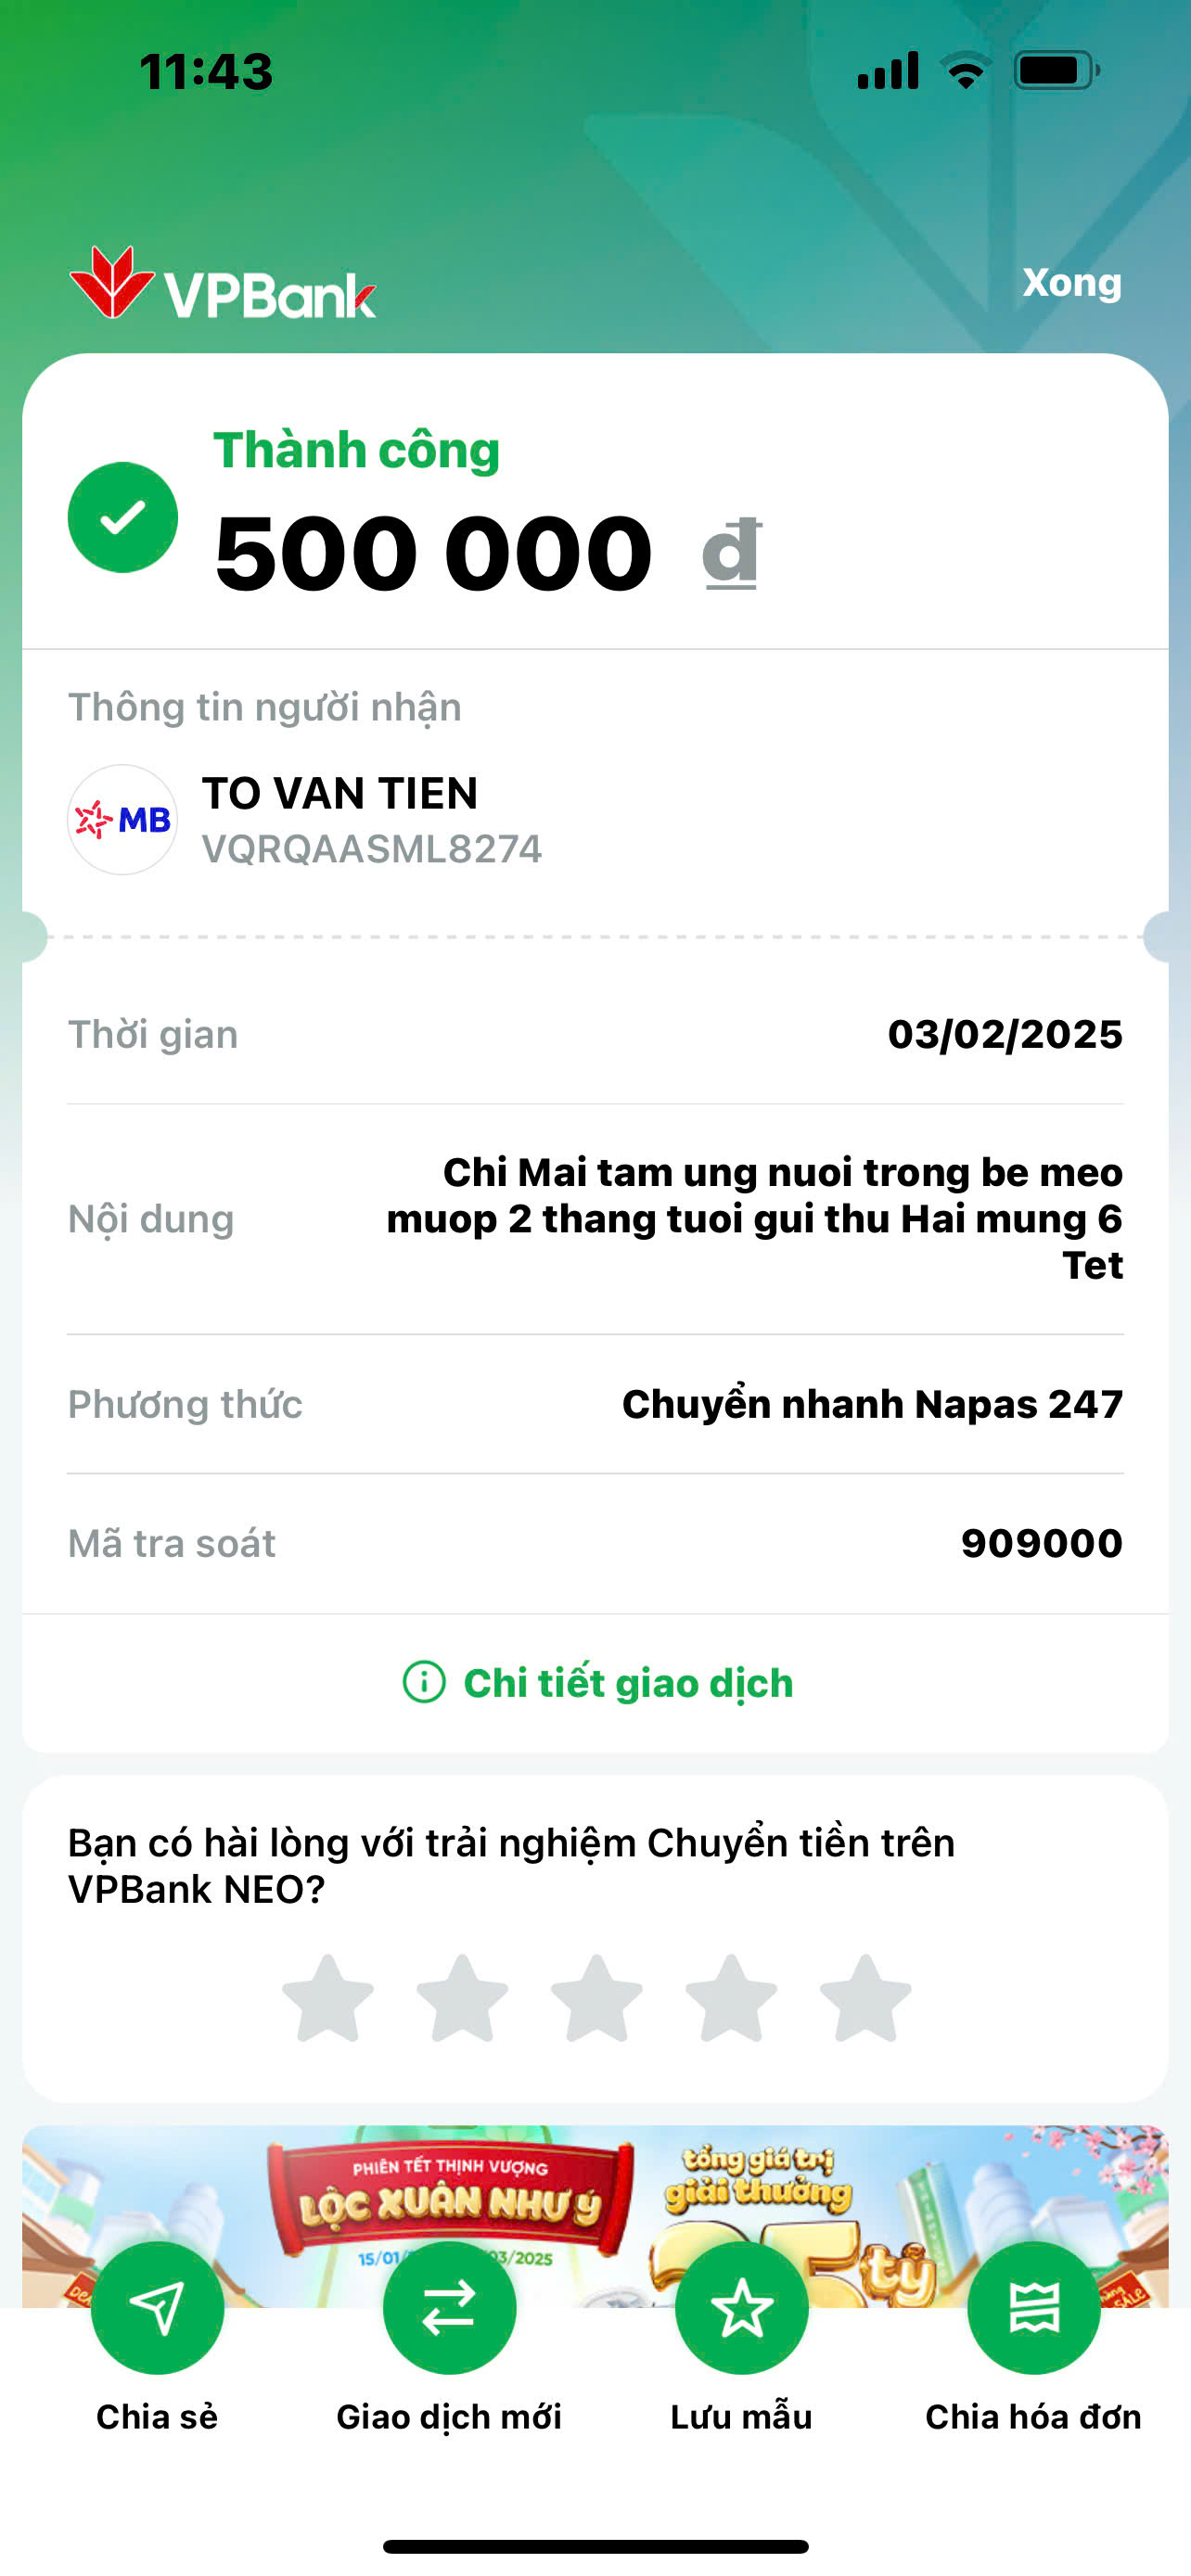 11:43
VPBank
Xong
Thành công
500 000 đ
Thông tin người nhận
MB
TO VAN TIEN
VQRQAASML8274
Thời gian
03/02/2025
Nội dung
Chi Mai tam ung nuoi trong be meo
muop 2 thang tuoi gui thu Hai mung 6
Tet
Phương thức
Chuyển nhanh Napas 247
Mã tra soát
909000
Chi tiết giao dịch
Bạn có hài lòng với trải nghiệm Chuyển tiền trên
VPBank NEO?
PHIÊN TẾT THỊNH VƯỢNG
LỘC XUÂN NHƯ Ý
15/01/
03/2025
tổng giá trị
giải thưởng
tỷ
SALE
Chia sẻ
Giao dịch mới
Lưu mẫu
Chia hóa đơn